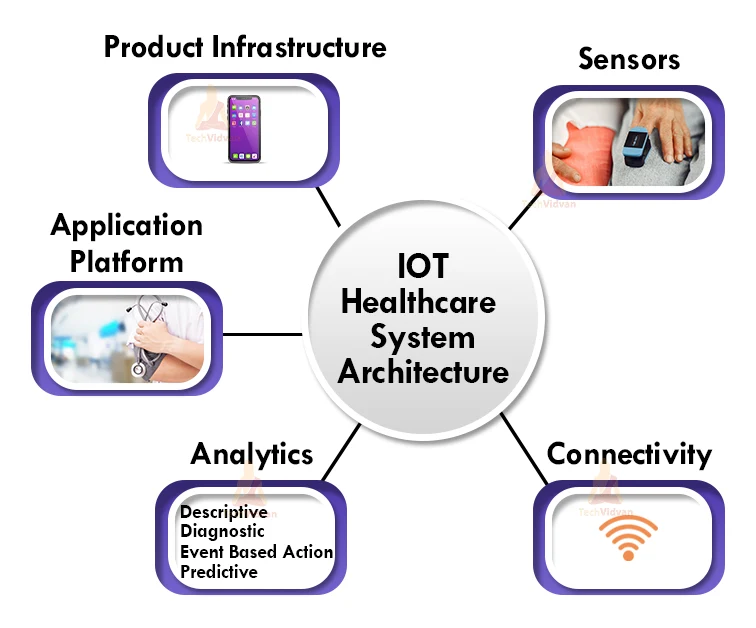 Product Infrastructure
Sensors
TechVidvan
TechVidvan
Application
Platform
IOT
Healthcare
System
Architecture
Analytics
Connectivity
Descriptive
Diagnostic
Event Based Action
Predictive
TechVidvan
TechVidvan